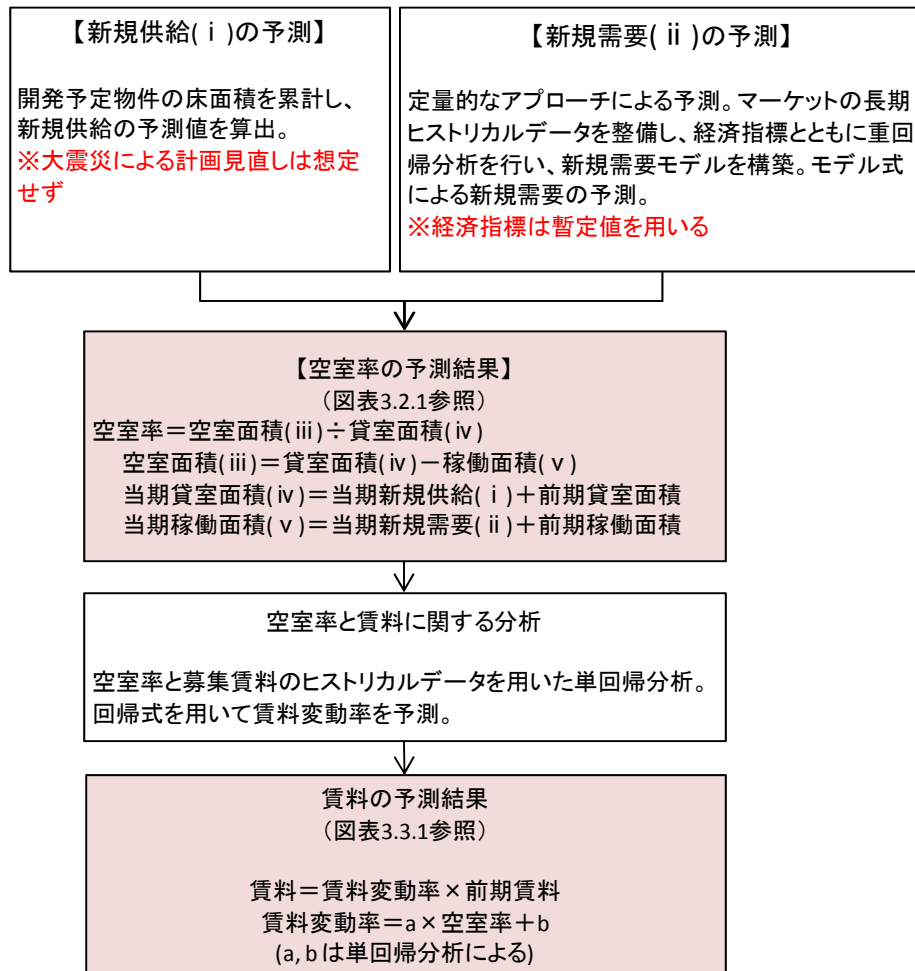 【新規供給(ⅰ)の予測】
開発予定物件の床面積を累計し、
新規供給の予測値を算出。
※大震災による計画見直しは想定
せず
【新規需要(ⅱ)の予測】
定量的なアプローチによる予測。マーケットの長期
ヒストリカルデータを整備し、経済指標とともに重回
帰分析を行い、新規需要モデルを構築。モデル式
による新規需要の予測。
※経済指標は暫定値を用いる
【空室率の予測結果】
（図表3.2.1参照）
空室率＝空室面積(ⅲ)÷貸室面積(ⅳ)
空室面積(ⅲ)＝貸室面積(ⅳ)－稼働面積(ⅴ)
当期貸室面積(ⅳ)＝当期新規供給(ⅰ)＋前期貸室面積
当期稼働面積(ⅴ)＝当期新規需要(ⅱ)＋前期稼働面積
空室率と賃料に関する分析
空室率と募集賃料のヒストリカルデータを用いた単回帰分析。
回帰式を用いて賃料変動率を予測。
賃料の予測結果
（図表3.3.1参照）
賃料＝賃料変動率×前期賃料
賃料変動率＝a×空室率＋b
(a, b は単回帰分析による)